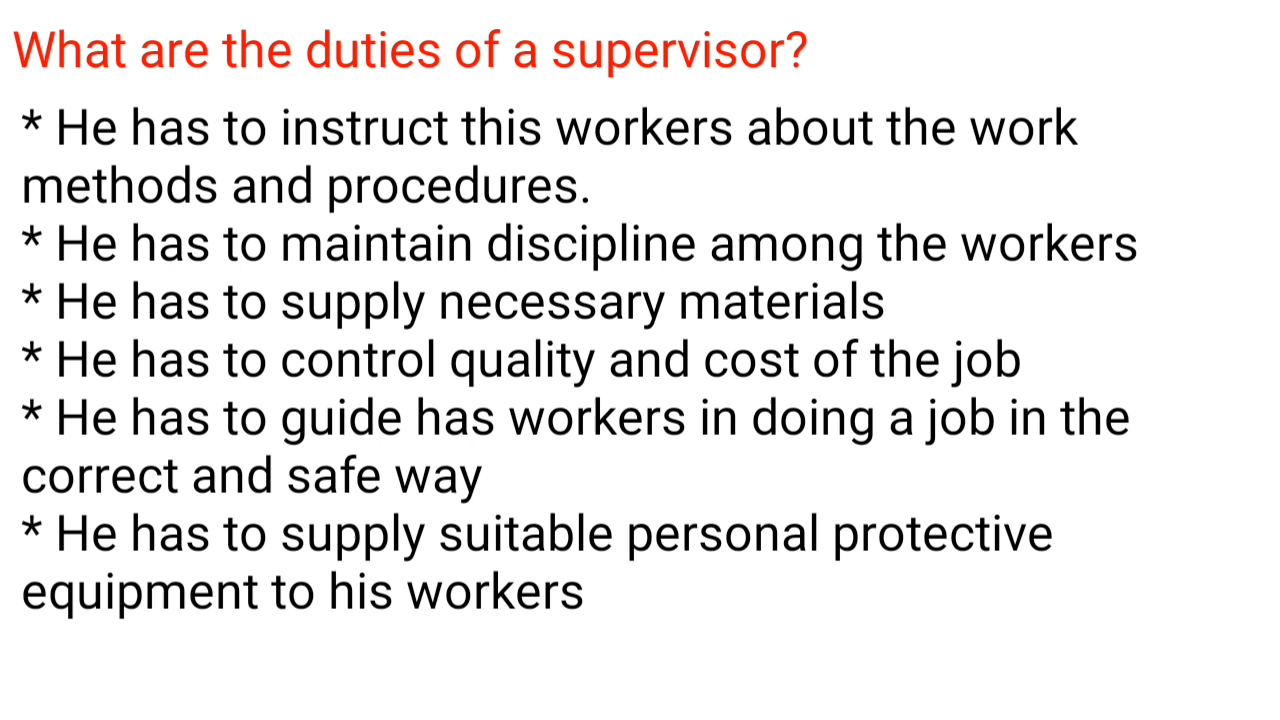 What are the duties of a supervisor?
* He has to instruct this workers about the work
methods and procedures.
* He has to maintain discipline among the workers
* He has to supply necessary materials
* He has to control quality and cost of the job
* He has to guide has workers in doing a job in the
correct and safe way
* He has to supply suitable personal protective
equipment to his workers